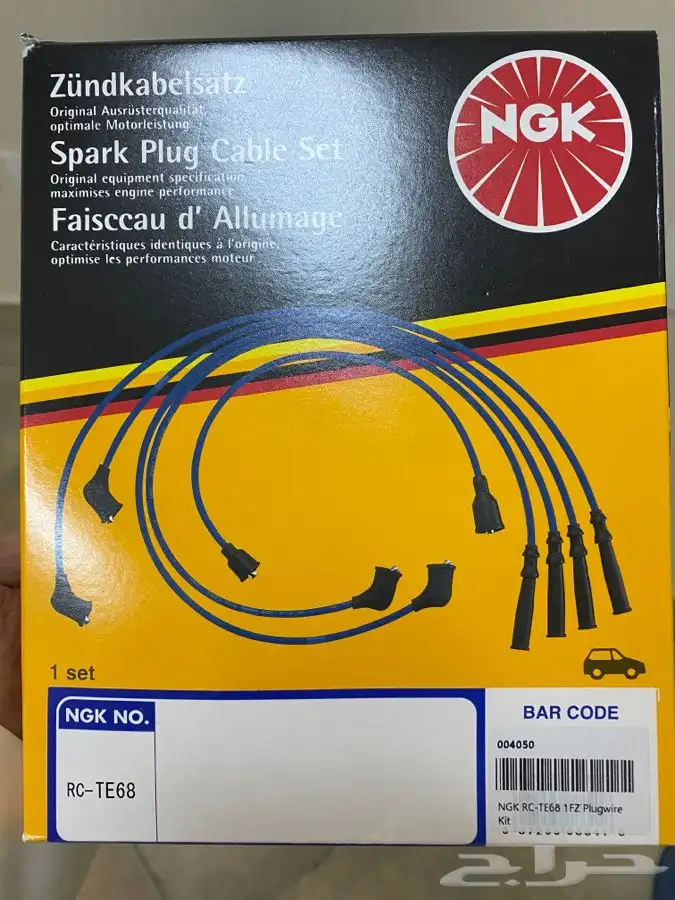 Zündkabelsatz
Original Ausrüsterqualität,
optimale Motorleistung
Spark Plug Cable Set
Original equipment specification,
maximises engine performance
Faisccau d' Allumage
Caractéristiques identiques à l'origine,
optimise les performances moteur
NGK
1 set
NGK NO.
RC-TE68
BAR CODE
004050
NGK RC-TE68 1FZ Plugwire
Kit
حراج